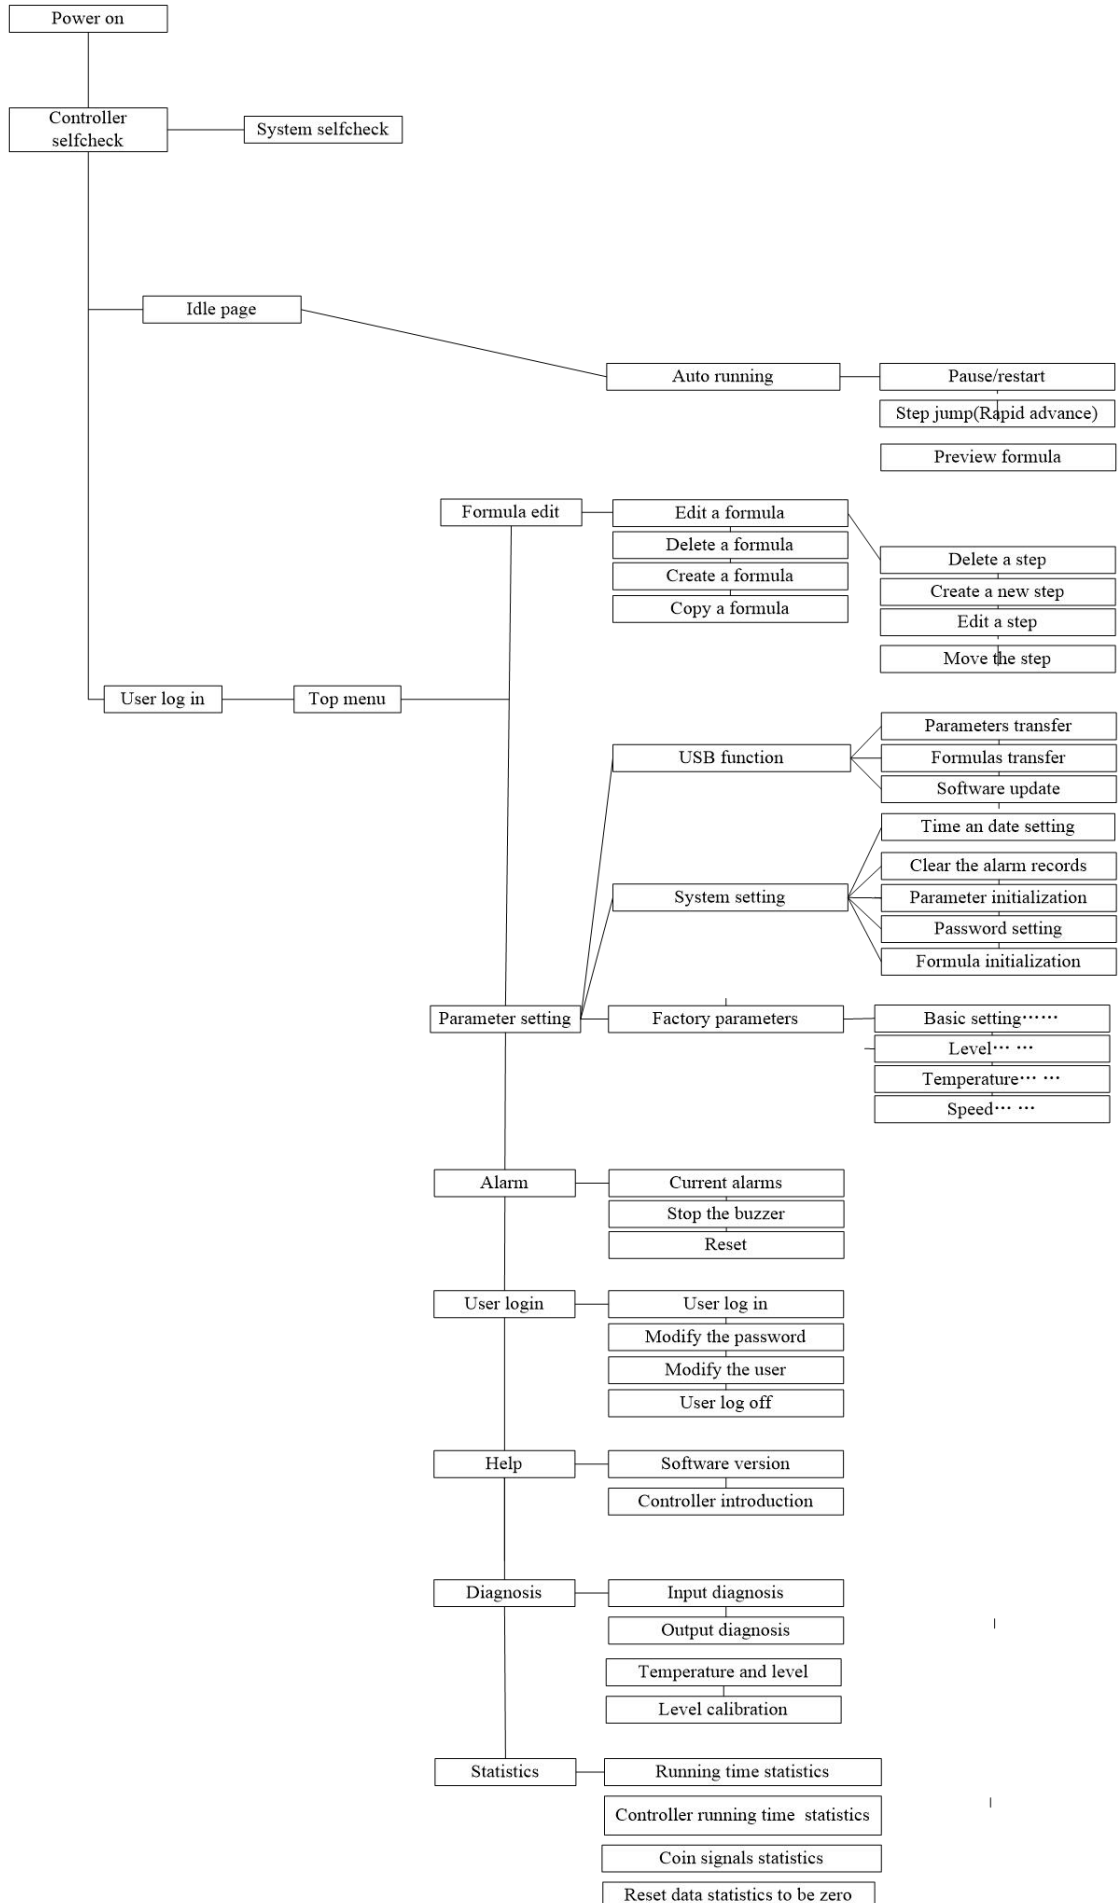 Power on
Controller
selfcheck
System selfcheck
Idle page
Auto running
Pause/restart
Step jump(Rapid advance)
Preview formula
Formula edit
Edit a formula
Delete a formula
Create a formula
Copy a formula
Delete a step
Create a new step
Edit a step
Move the step
User log in
Top menu
USB function
Parameters transfer
Formulas transfer
Software update
System setting
Time an date setting
Clear the alarm records
Parameter initialization
Password setting
Formula initialization
Parameter setting
Factory parameters
Basic setting……
Level… …
Temperature… …
Speed… …
Alarm
Current alarms
Stop the buzzer
Reset
User login
User log in
Modify the password
Modify the user
User log off
Help
Software version
Controller introduction
Diagnosis
Input diagnosis
Output diagnosis
Temperature and level
Level calibration
Statistics
Running time statistics
Controller running time  statistics
Coin signals statistics
Reset data statistics to be zero